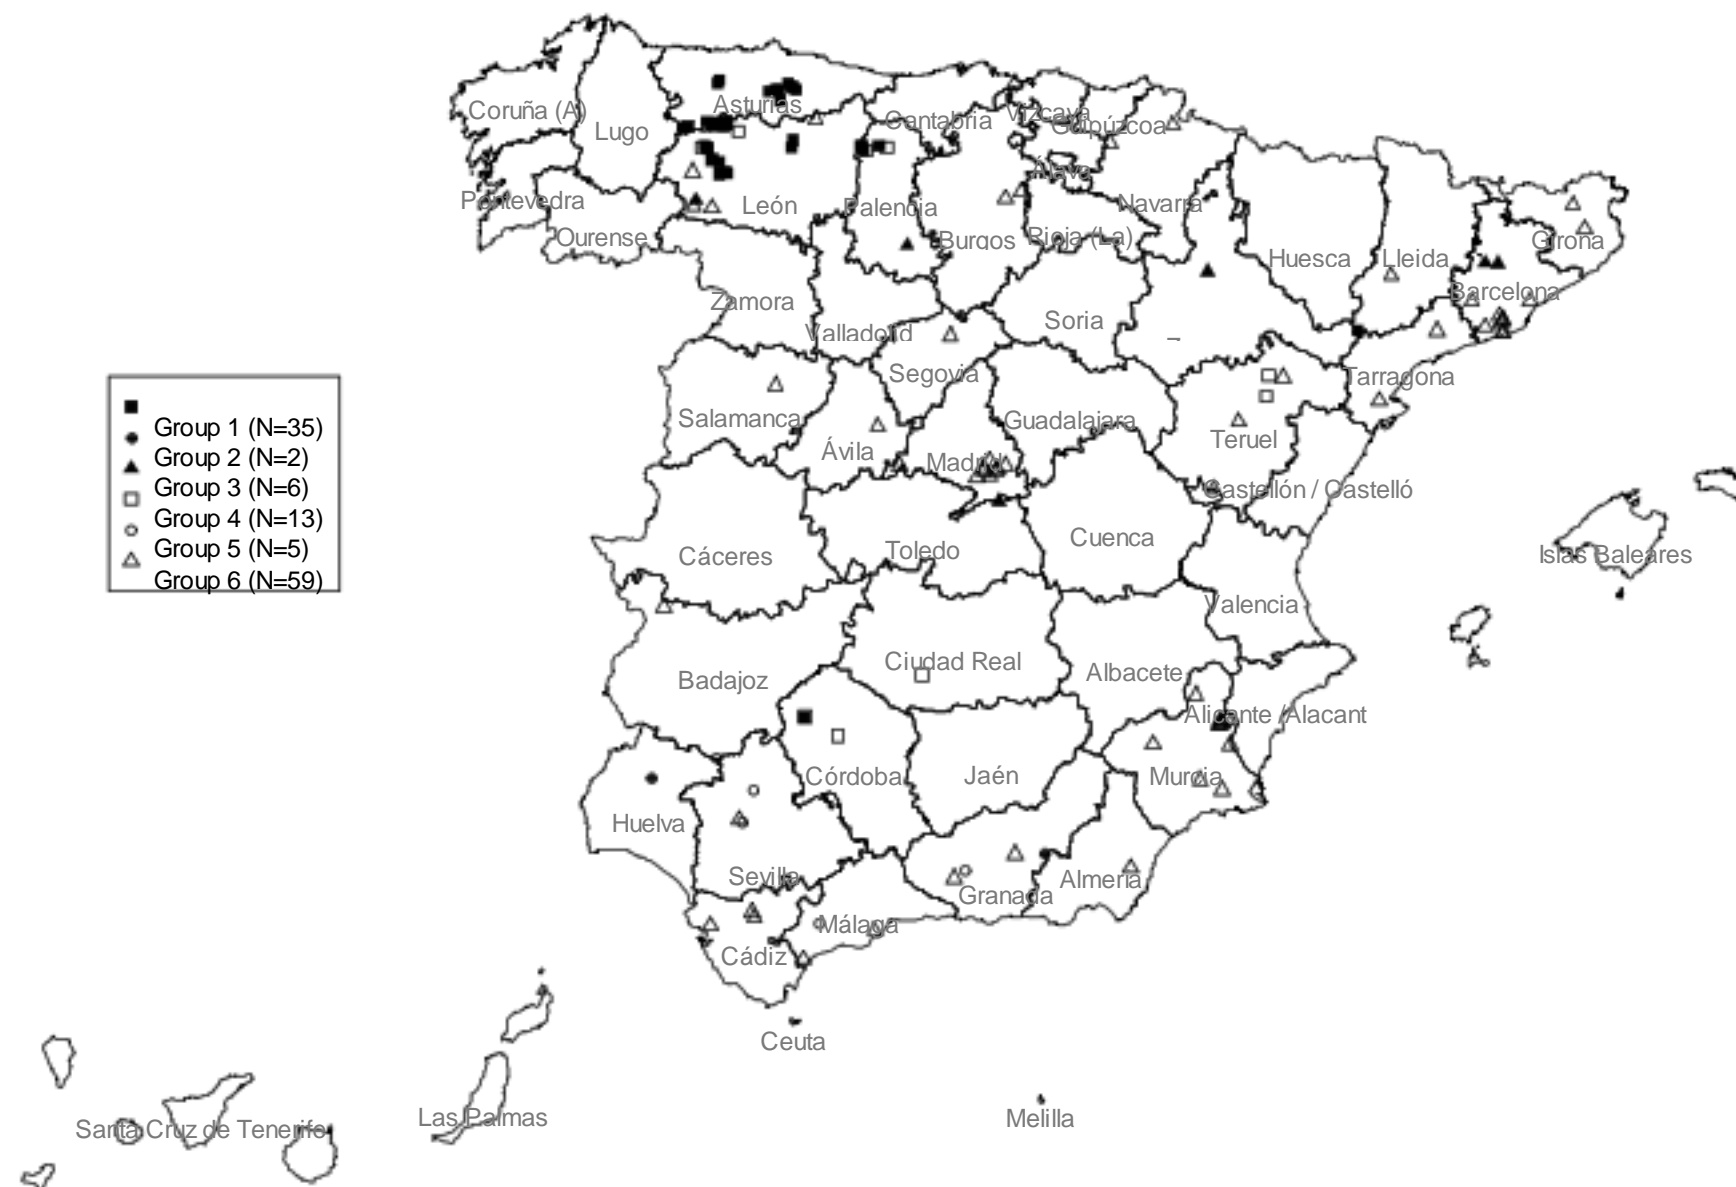 Coruña (A)
Lugo
Asturias
Cantabria
Vizcaya
Guipúzcoa
Álava
Navarra
Pontevedra
Ourense
León
Palencia
Burgos
Rioja (La)
Huesca
Lleida
Girona
Barcelona
Zamora
Valladolid
Soria
Segovia
Tarragona
Salamanca
Ávila
Guadalajara
Teruel
Madrid
Castellón / Castelló
Group 1 (N=35)
Group 2 (N=2)
Group 3 (N=6)
Group 4 (N=13)
Group 5 (N=5)
Group 6 (N=59)
Cáceres
Toledo
Cuenca
Islas Baleares
Valencia
Badajoz
Ciudad Real
Albacete
Alicante /Alacant
Córdoba
Jaén
Murcia
Huelva
Sevilla
Granada
Almería
Málaga
Cádiz
Ceuta
Santa Cruz de Tenerife
Las Palmas
Melilla